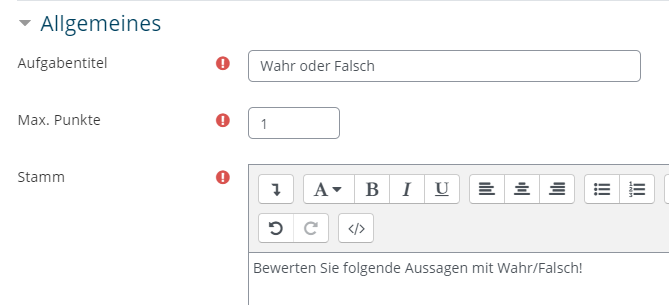 Allgemeines
Aufgabentitel
Wahr oder Falsch
Max. Punkte
1
Stamm
A B I U
</>
Bewerten Sie folgende Aussagen mit Wahr/Falsch!